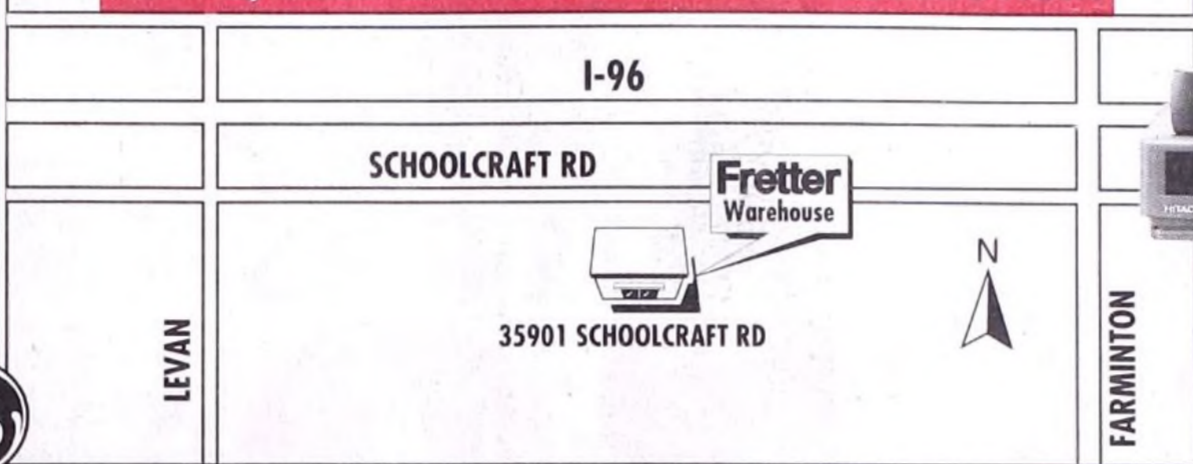 I-96
SCHOOLCRAFT RD
Fretter
Warehouse
N
35901 SCHOOLCRAFT RD
LEVAN
FARMINTON